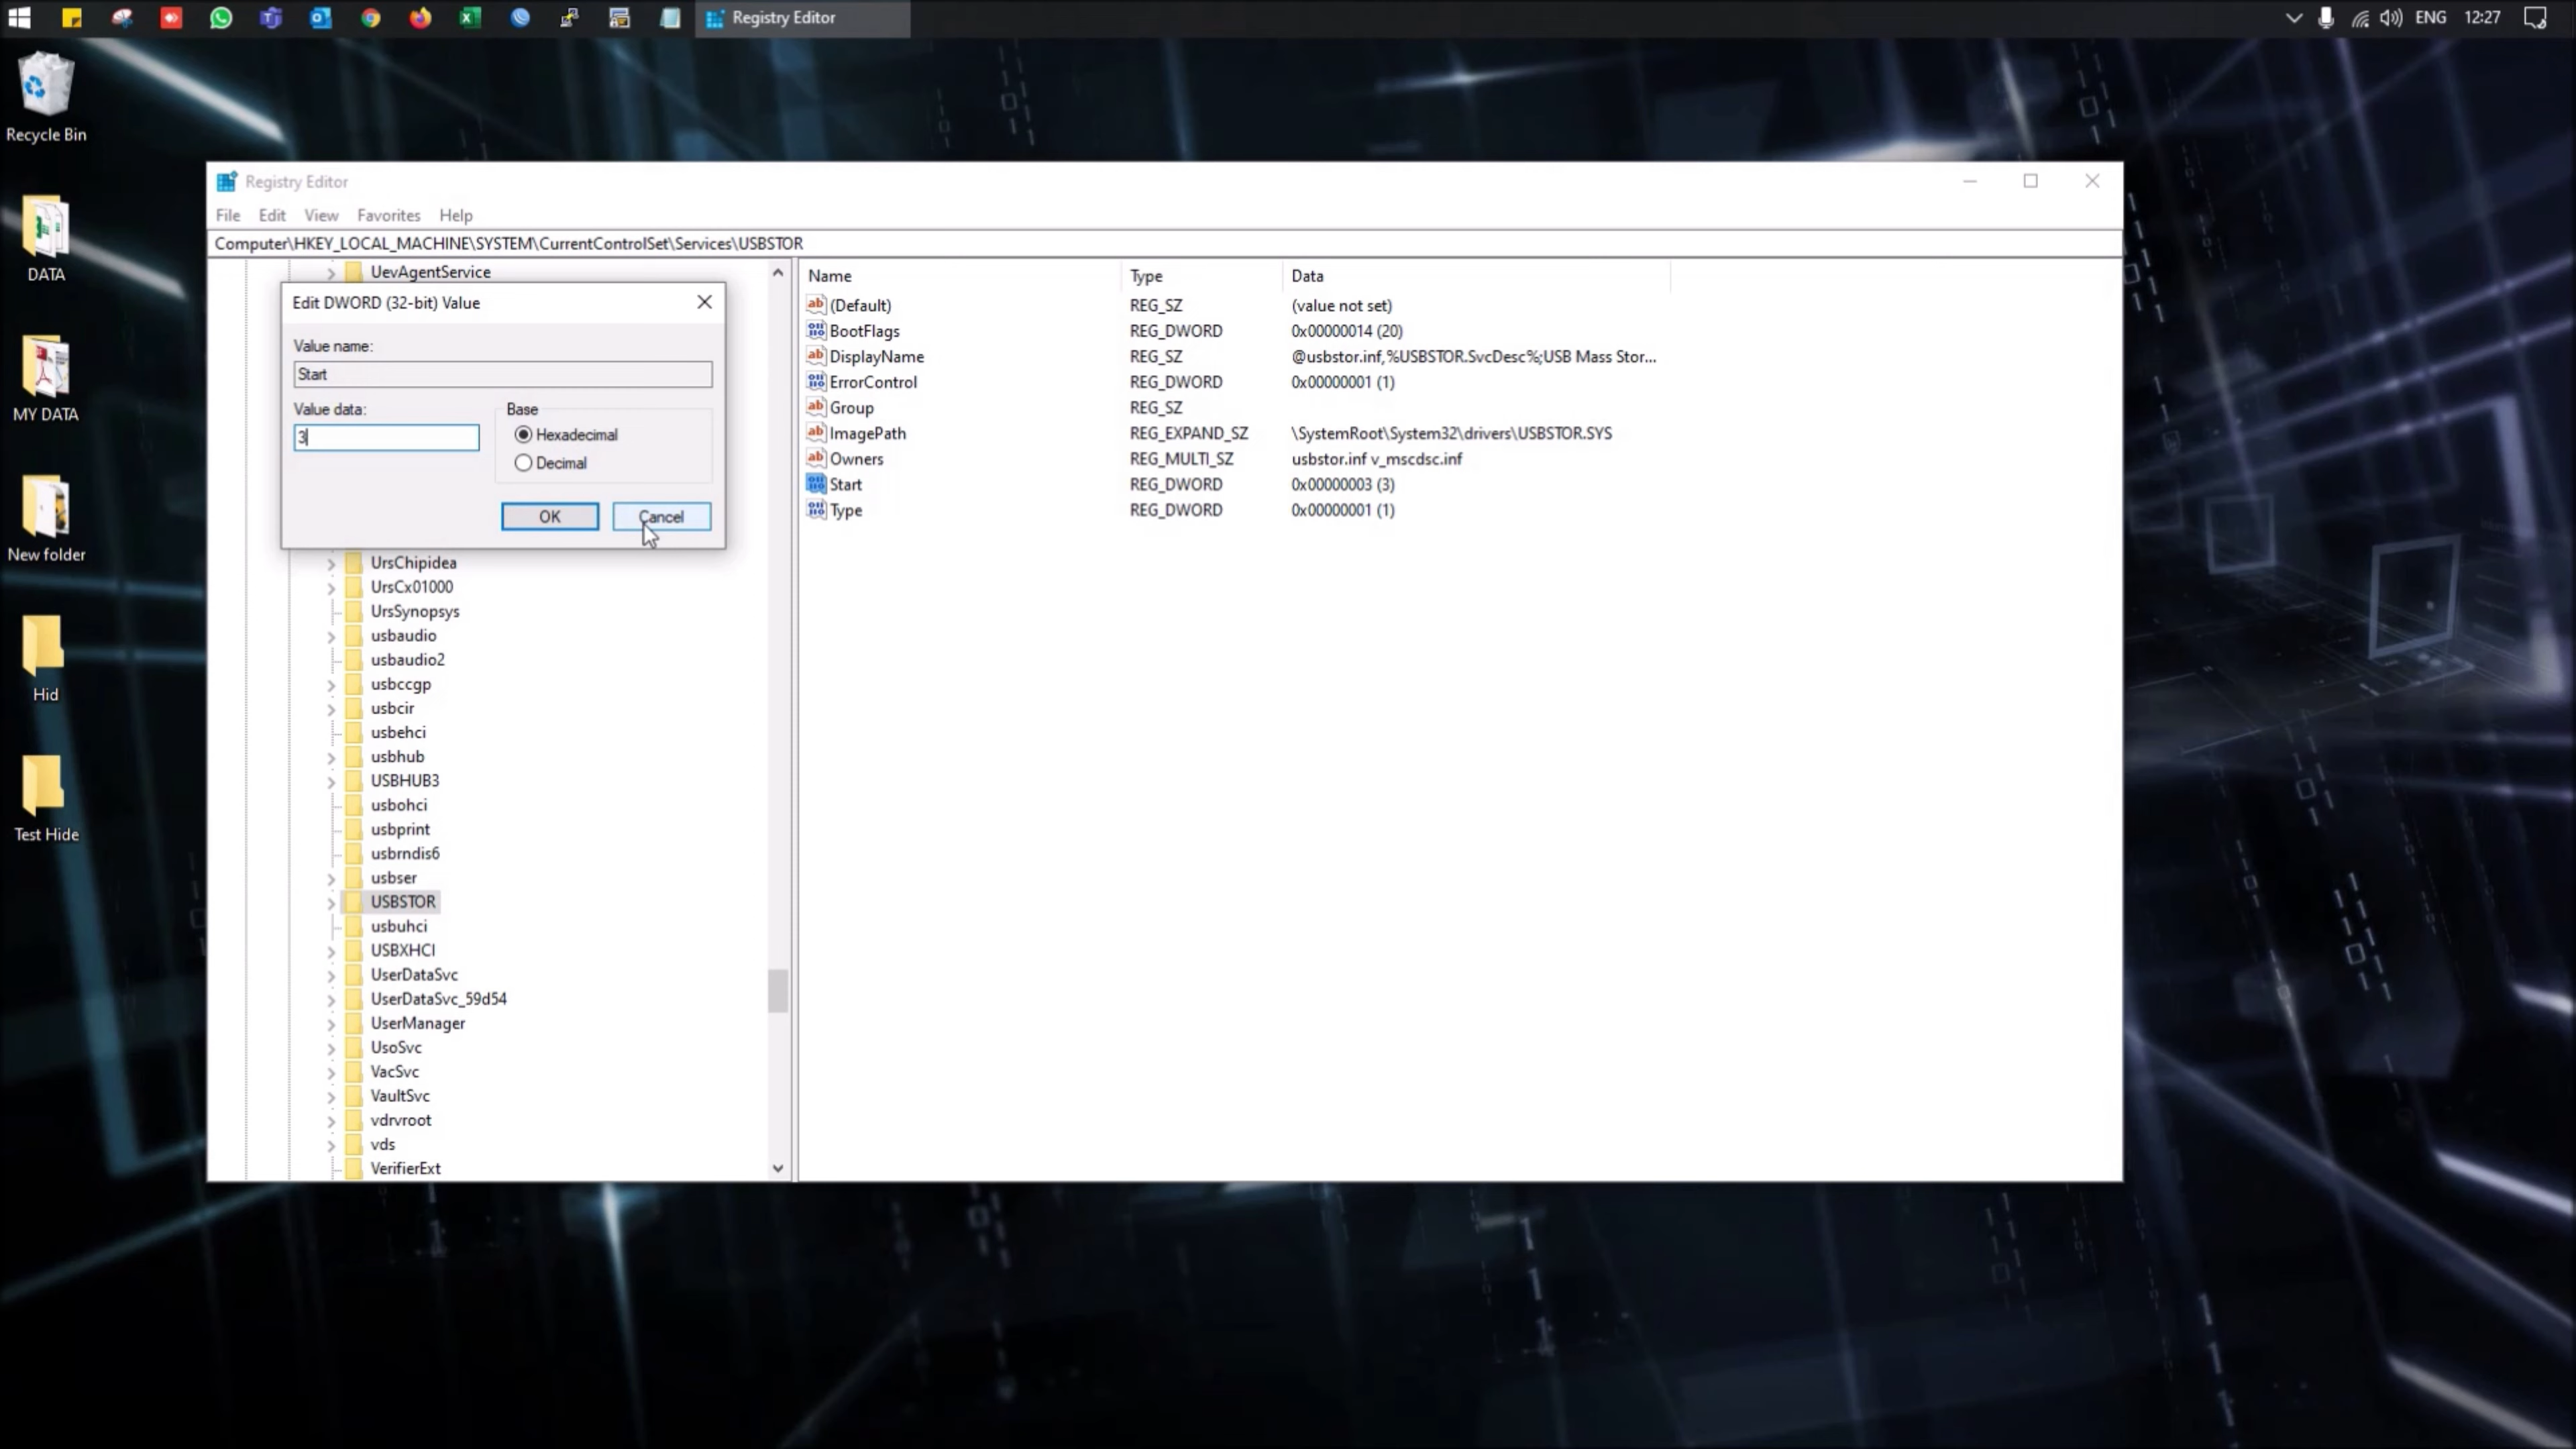 Registry Editor
ENG
12:27
Recycle Bin
DATA
MY DATA
New folder
Hid
Test Hide
Registry Editor
File Edit View Favorites Help
Computer\HKEY_LOCAL_MACHINE\SYSTEM\CurrentControlSet\Services\USBSTOR
UevAgentService
Edit DWORD (32-bit) Value
Value name:
Start
Value data:
3
Base
Hexadecimal
Decimal
OK
Cancel
UrsChipidea
UrsCx01000
UrsSynopsys
usbaudio
usbaudio2
usbccgp
usbcir
usbehci
usbhub
USBHUB3
usbohci
usbprint
usbrndis6
usbser
USBSTOR
usbuhci
USBXHCI
UserDataSvc
UserDataSvc_59d54
UserManager
UsoSvc
VacSvc
VaultSvc
vdrvroot
vds
VerifierExt
Name Type Data
(Default) REG_SZ (value not set)
BootFlags REG_DWORD 0x00000014 (20)
DisplayName REG_SZ @usbstor.inf,%USBSTOR.SvcDesc%;USB Mass Stor...
ErrorControl REG_DWORD 0x00000001 (1)
Group REG_SZ
ImagePath REG_EXPAND_SZ \SystemRoot\System32\drivers\USBSTOR.SYS
Owners REG_MULTI_SZ usbstor.inf v_mscdsc.inf
Start REG_DWORD 0x00000003 (3)
Type REG_DWORD 0x00000001 (1)